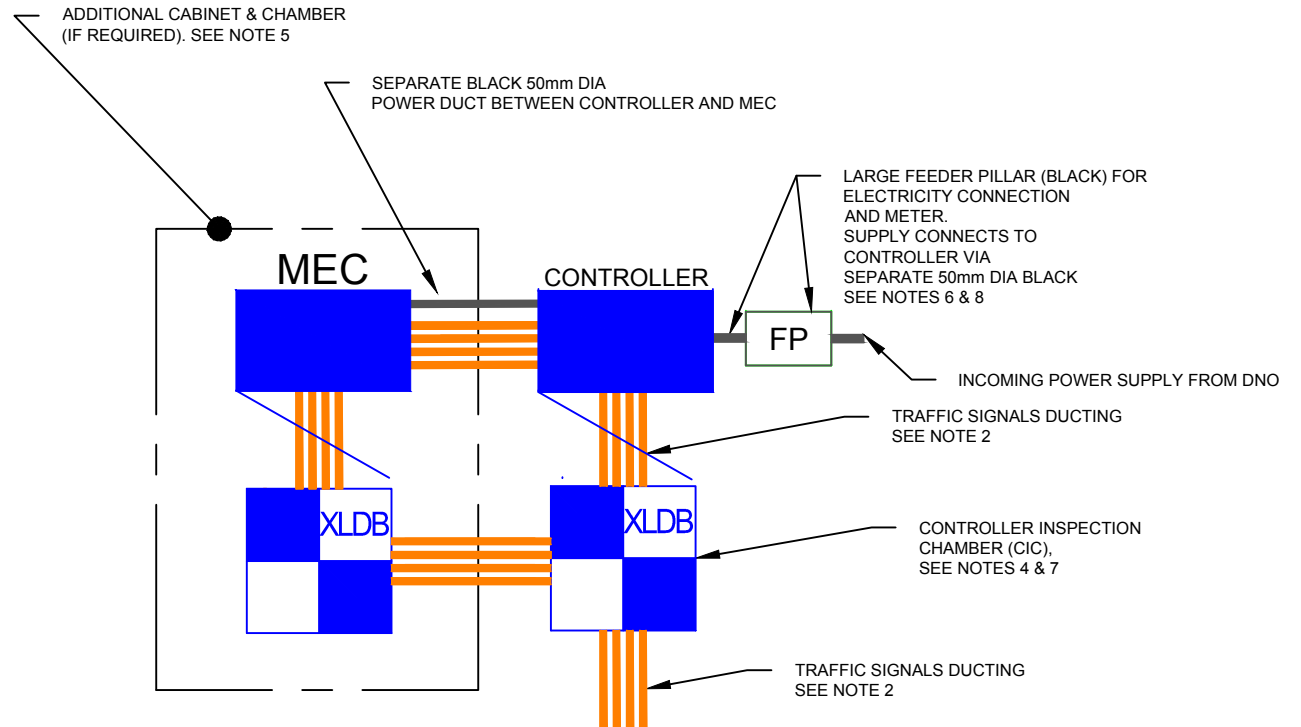 ADDITIONAL CABINET & CHAMBER
(IF REQUIRED). SEE NOTE 5
SEPARATE BLACK 50mm DIA
POWER DUCT BETWEEN CONTROLLER AND MEC
LARGE FEEDER PILLAR (BLACK) FOR
ELECTRICITY CONNECTION
AND METER.
SUPPLY CONNECTS TO
CONTROLLER VIA
SEPARATE 50mm DIA BLACK
SEE NOTES 6 & 8
MEC
CONTROLLER
FP
INCOMING POWER SUPPLY FROM DNO
TRAFFIC SIGNALS DUCTING
SEE NOTE 2
XLDB
XLDB
CONTROLLER INSPECTION
CHAMBER (CIC),
SEE NOTES 4 & 7
TRAFFIC SIGNALS DUCTING
SEE NOTE 2